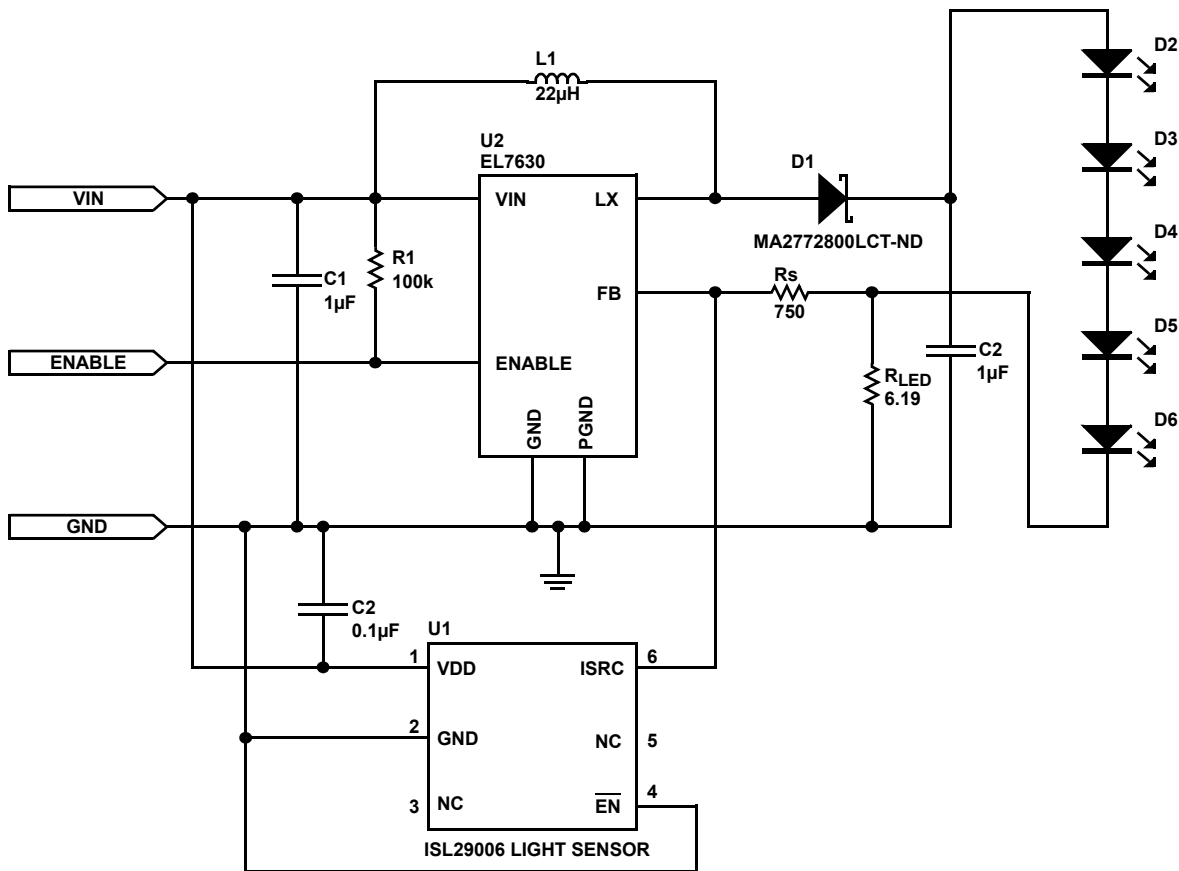 L1
22µH
U2
EL7630
VIN
VIN
LX
D1
MA2772800LCT-ND
R1
100k
C1
1µF
FB
Rs
750
ENABLE
ENABLE
RLED
6.19
C2
1µF
GND
PGND
GND
D2
D3
D4
D5
D6
C2
0.1µF
U1
1
VDD
ISRC
6
2
GND
NC
5
3
NC
EN
4
ISL29006 LIGHT SENSOR